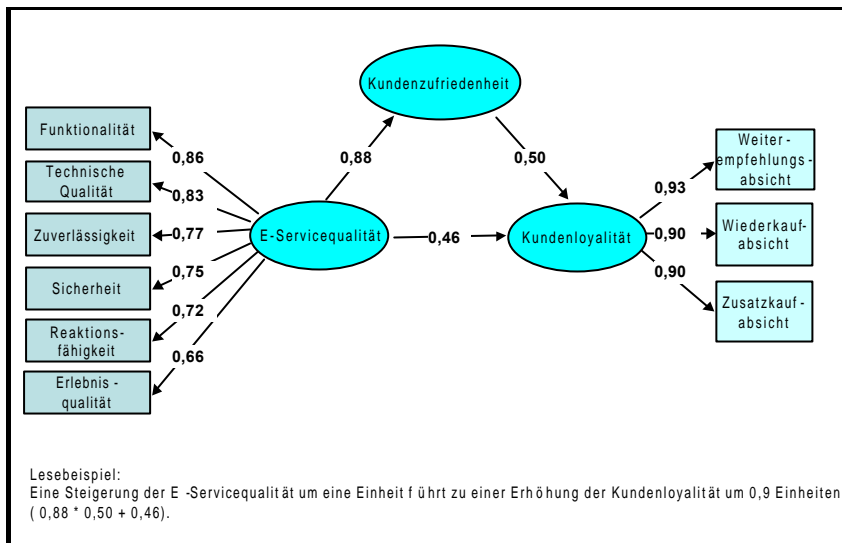 Kundenzufriedenheit
Funktionalität
Technische
Qualität
Zuverlässigkeit
Sicherheit
Reaktions-
fähigkeit
Erlebnis -
qualität
0,86
0,83
0,77
0,75
0,72
0,66
E-Servicequalität
0,88
0,50
0,46
Kundenloyalität
0,93
0,90
0,90
Weiter-
empfehlungs-
absicht
Wiederkauf-
absicht
Zusatzkauf-
absicht
Lesebeispiel:
Eine Steigerung der E -Servicequalität um eine Einheit f ührt zu einer Erhöhung der Kundenloyalität um 0,9 Einheiten
( 0,88 * 0,50 + 0,46).